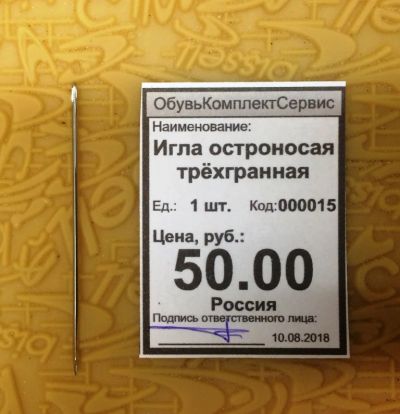 ОбувьКомплектСервис
Наименование:
Игла остроносая
трёхгранная
Ед.: 1 шт. Код:000015
Цена, руб.:
50.00
Россия
Подпись ответственного лица:
10.08.2018